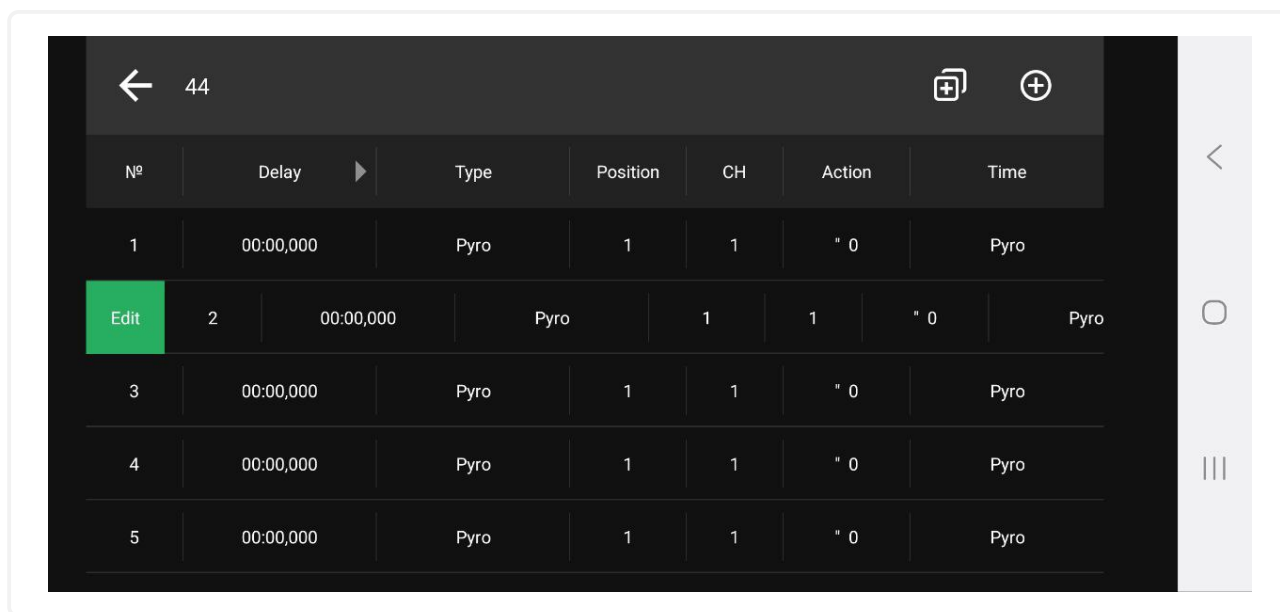 44
Nº Delay Type Position CH Action Time
1 00:00,000 Pyro 1 1 " 0 Pyro
Edit 2 00:00,000 Pyro 1 1 " 0 Pyro
3 00:00,000 Pyro 1 1 " 0 Pyro
4 00:00,000 Pyro 1 1 " 0 Pyro
5 00:00,000 Pyro 1 1 " 0 Pyro